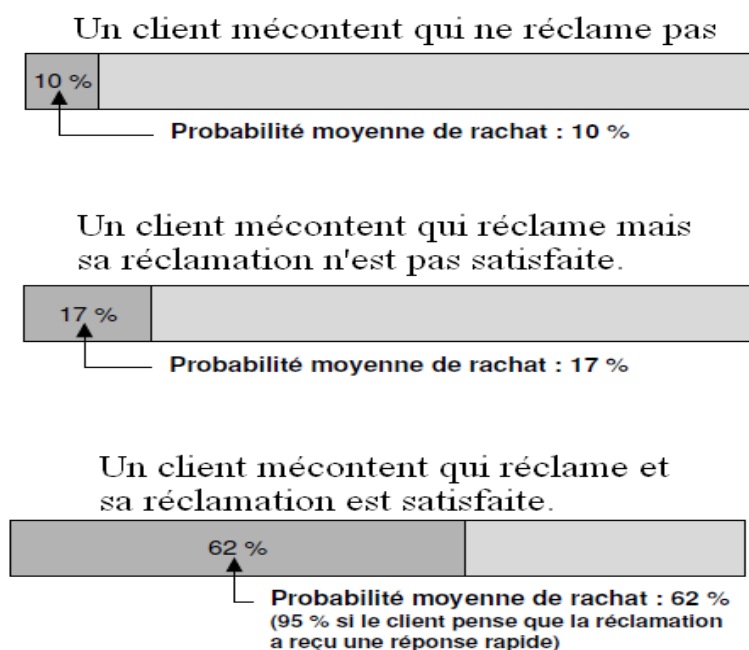 Un client mécontent qui ne réclame pas
10 %
Probabilité moyenne de rachat : 10 %
Un client mécontent qui réclame mais
sa réclamation n'est pas satisfaite.
17 %
Probabilité moyenne de rachat : 17 %
Un client mécontent qui réclame et
sa réclamation est satisfaite.
62 %
Probabilité moyenne de rachat : 62 %
(95 % si le client pense que la réclamation
a reçu une réponse rapide)